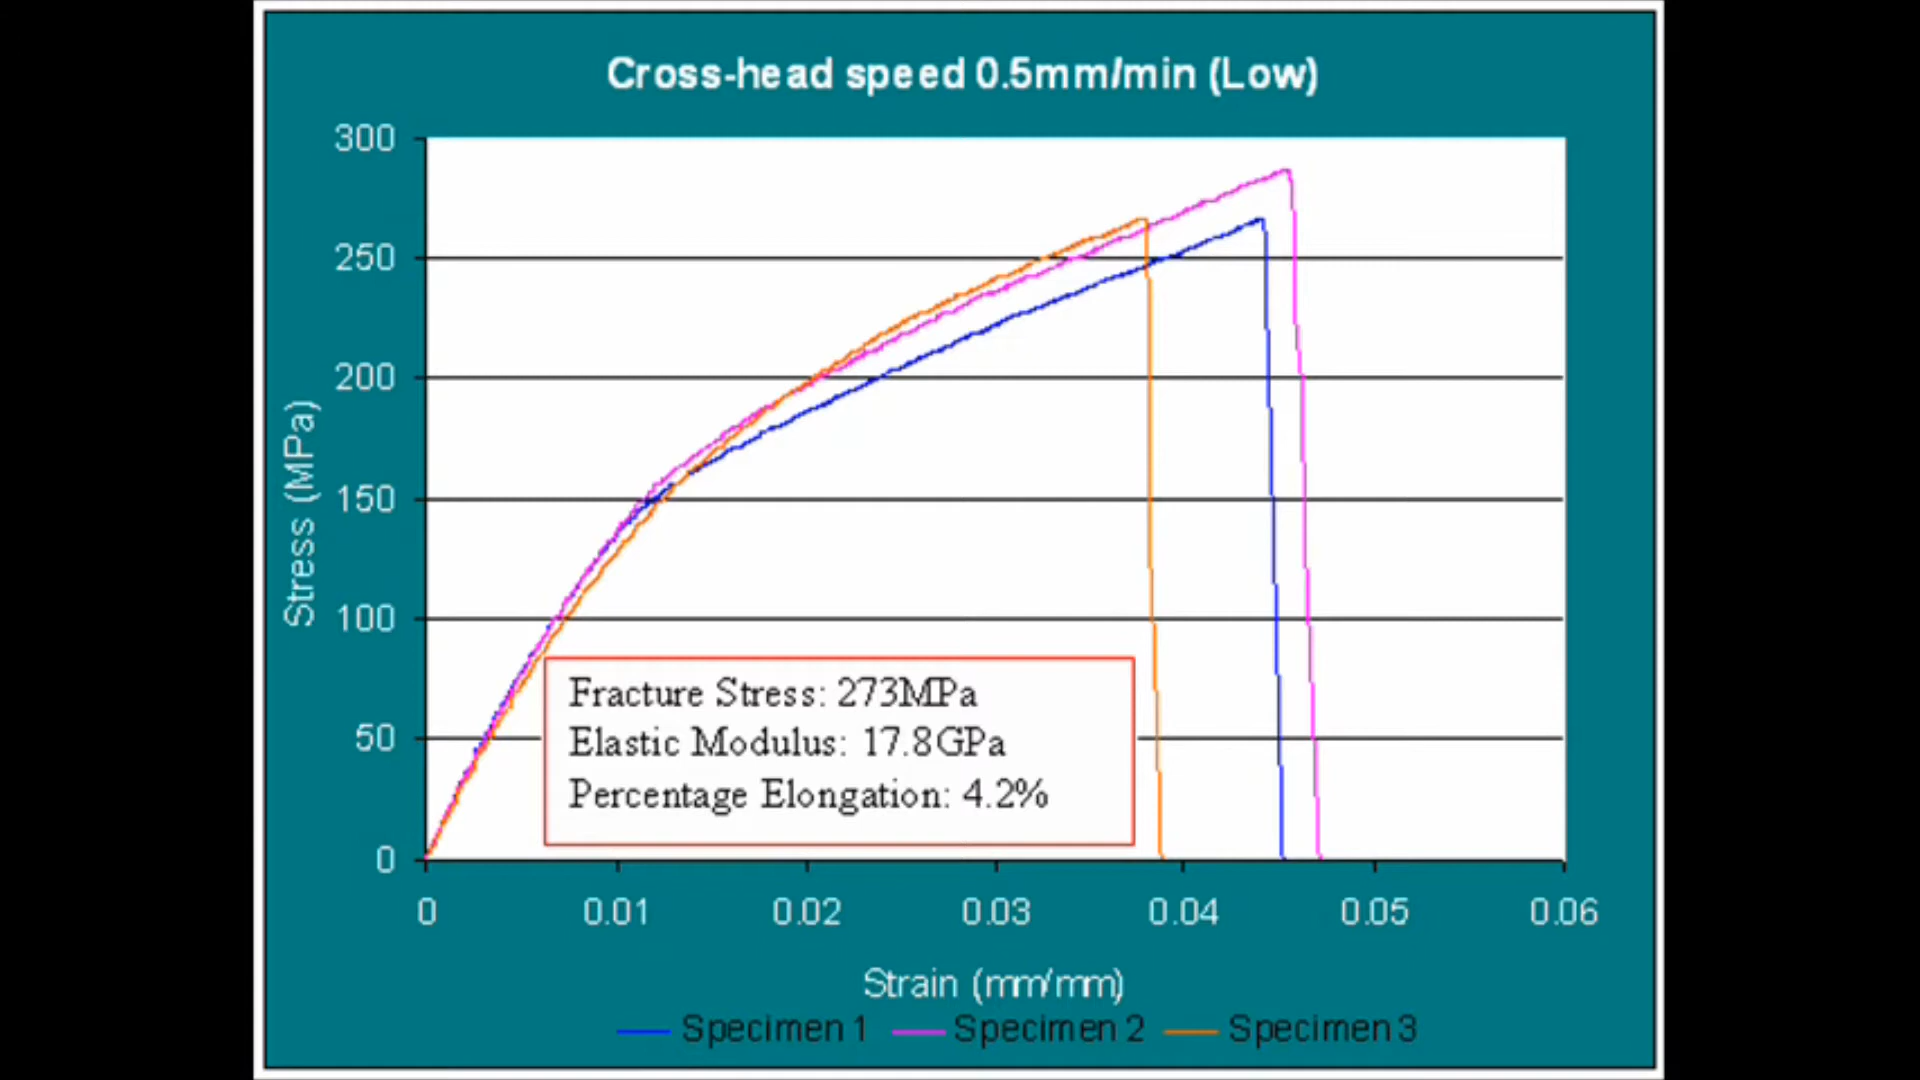 Cross-head speed 0.5mm/min (Low)
300
250
200
150
100
50
0
Stress (MPa)
Fracture Stress: 273MPa
Elastic Modulus: 17.8GPa
Percentage Elongation: 4.2%
0 0.01 0.02 0.03 0.04 0.05 0.06
Strain (mm/mm)
Specimen 1 Specimen 2 Specimen 3